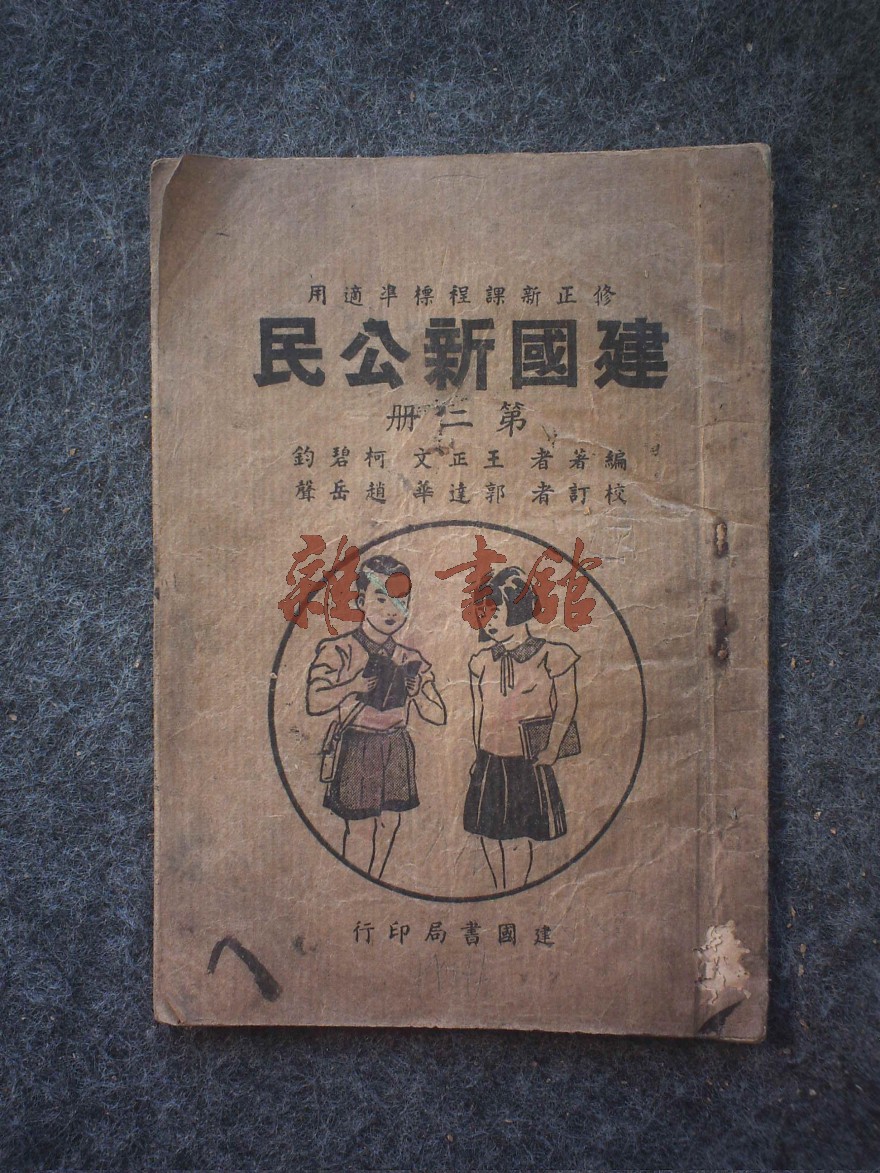 修正新課程標準適用
建國新公民
第二册
編著者 王正文 柯碧鈞
校訂者 郭達華 趙岳聲
雜·書館
建國書局印行